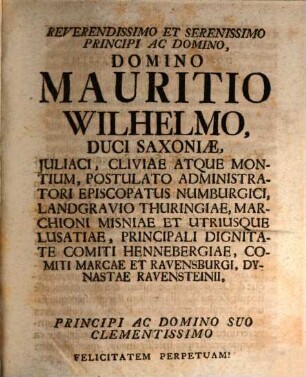 REVERENDISSIMO ET SERENISSIMO
PRINCIPI AC DOMINO,
DOMINO
MAURITIO
WILHELMO,
DUCI SAXONIÆ,
JULIACI, CLIVIAE ATQUE MON-
TIUM, POSTULATO ADMINISTRA-
TORI EPISCOPATUS NUMBURGICI,
LANDGRAVIO THURINGIAE, MAR-
CHIONI MISNIAE ET UTRIUSQUE
LUSATIAE, PRINCIPALI DIGNITA-
TE COMITI HENNEBERGIAE, CO-
MITI MARCAE ET RAVENSBURGI, DY-
NASTAE RAVENSTEINII,
PRINCIPI AC DOMINO SUO
CLEMENTISSIMO
FELICITATEM PERPETUAM!